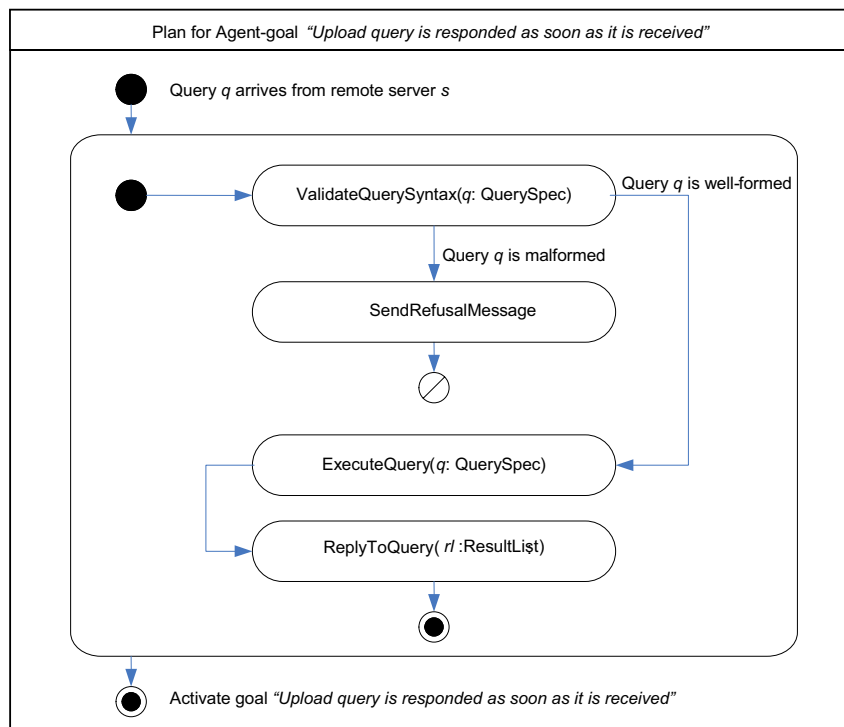 Plan for Agent-goal “Upload query is responded as soon as it is received”
Query q arrives from remote server s
ValidateQuerySyntax(q: QuerySpec)
Query q is well-formed
Query q is malformed
SendRefusalMessage
ExecuteQuery(q: QuerySpec)
ReplyToQuery( rl :ResultList)
Activate goal “Upload query is responded as soon as it is received”